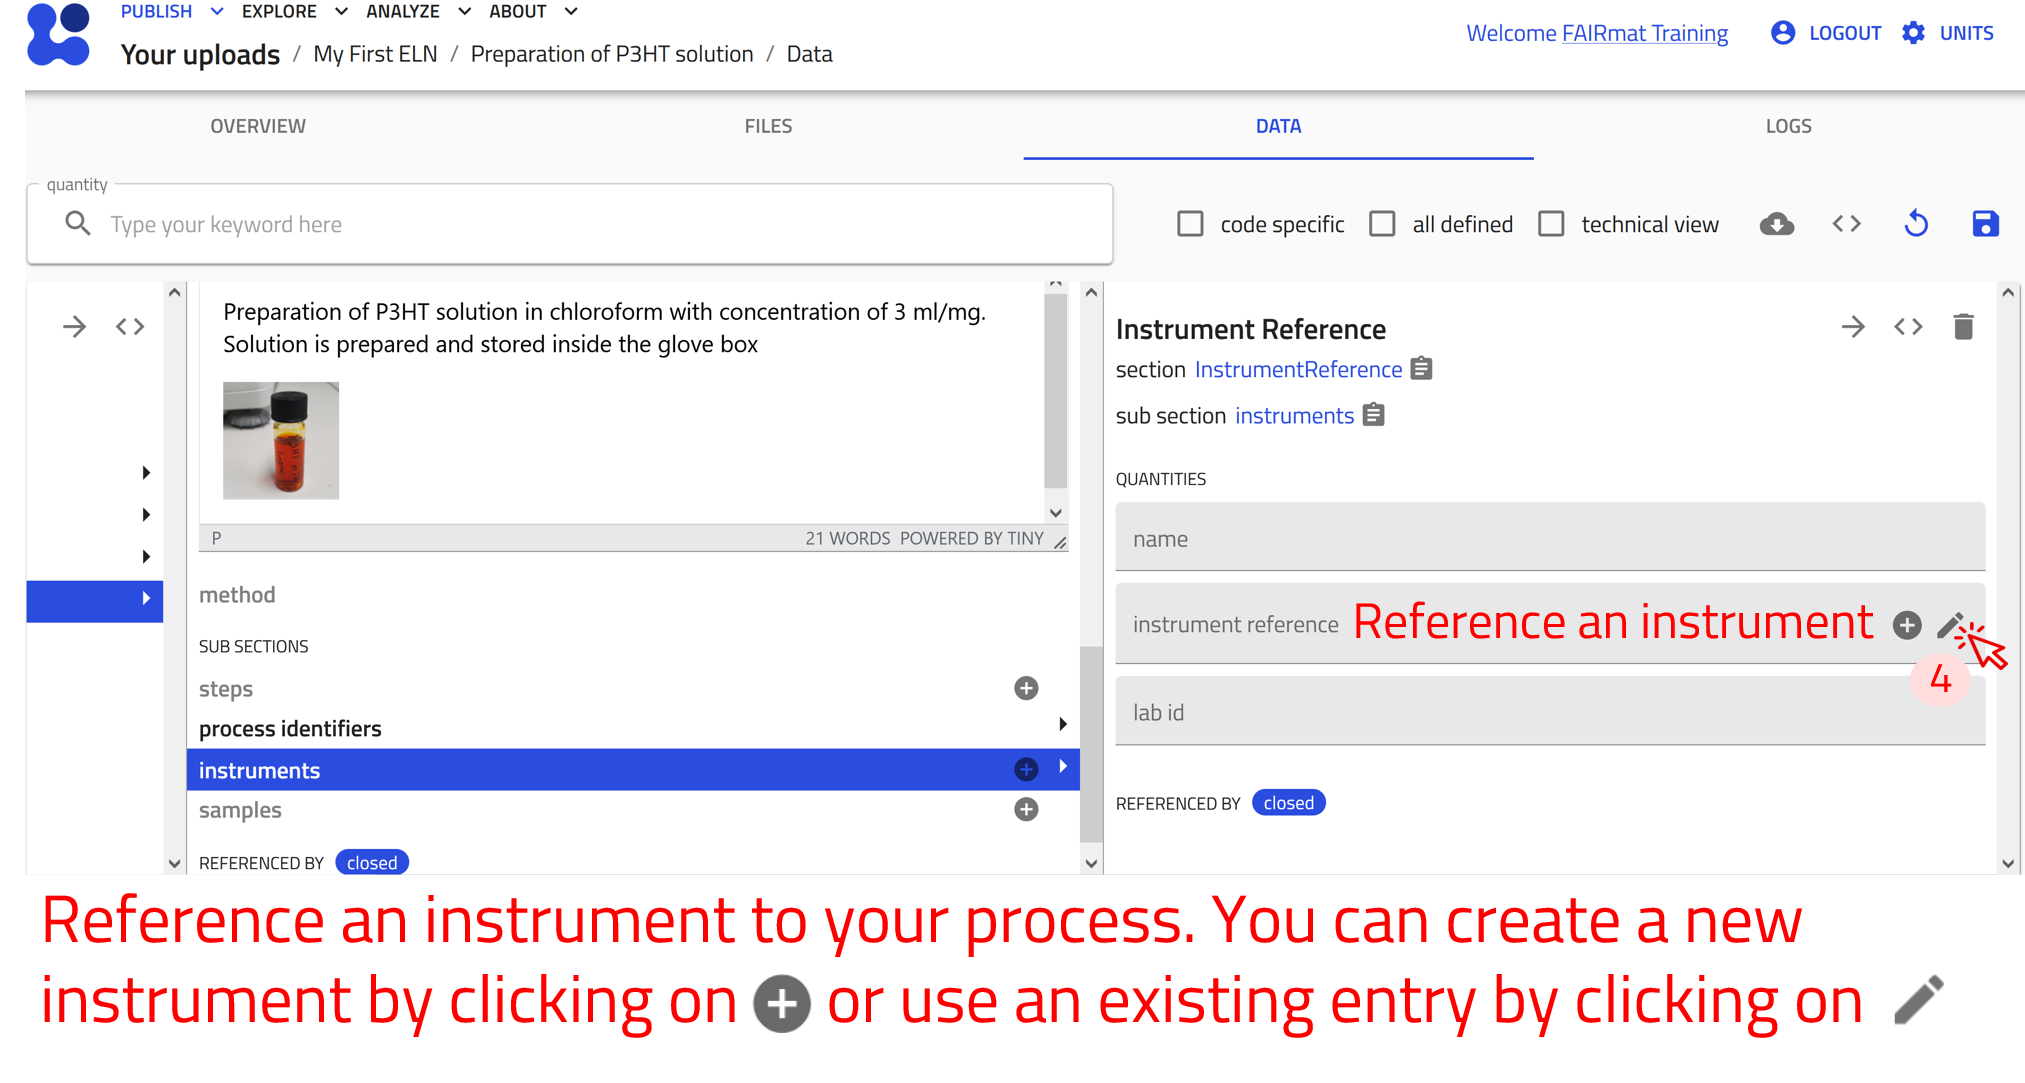 PUBLISH EXPLORE ANALYZE ABOUT
Your uploads / My First ELN / Preparation of P3HT solution / Data
Welcome FAIRmat Training LOGOUT UNITS
OVERVIEW FILES DATA LOGS
quantity
Type your keyword here
code specific all defined technical view
Preparation of P3HT solution in chloroform with concentration of 3 ml/mg.
Solution is prepared and stored inside the glove box
P 21 WORDS POWERED BY TINY
method
SUB SECTIONS
steps
process identifiers
instruments
samples
REFERENCED BY closed
Instrument Reference
section InstrumentReference
sub section instruments
QUANTITIES
name
instrument reference Reference an instrument
4
lab id
REFERENCED BY closed
Reference an instrument to your process. You can create a new
instrument by clicking on or use an existing entry by clicking on